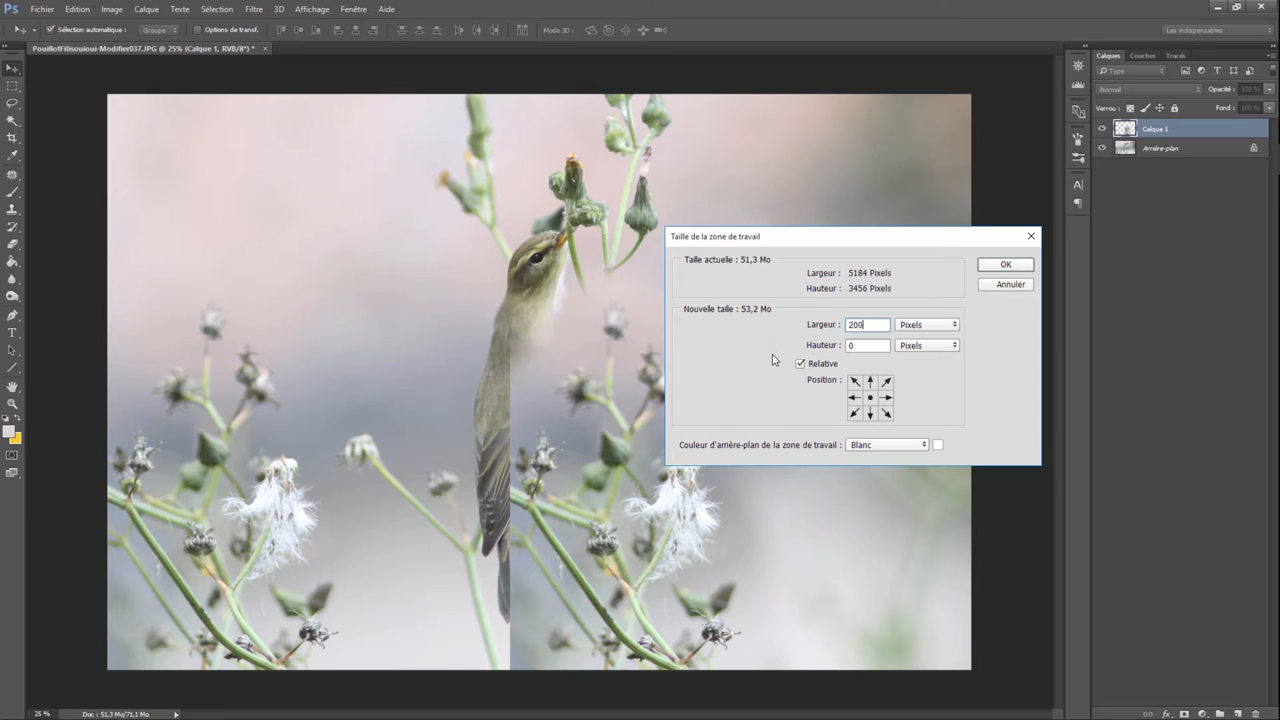 Ps Fichier Edition Image Calque Texte Sélection Filtre 3D Affichage Fenêtre Aide
Sélection automatique : Groupe Options de transf. Mode 3D : Les indispensables
PouillotFitisouioui-Modifier037.JPG @ 25% (Calque 1, RVB/8*) *
Calques Couches Tracés
Type
Normal Opacité : 100 %
Verrou : Fond : 100 %
Calque 1
Arrière-plan
Taille de la zone de travail
Taille actuelle : 51,3 Mo
Largeur : 5184 Pixels
Hauteur : 3456 Pixels
OK
Annuler
Nouvelle taille : 53,2 Mo
Largeur : 200 Pixels
Hauteur : 0 Pixels
Relative
Position :
Couleur d'arrière-plan de la zone de travail : Blanc
25 % Doc : 51,3 Mo/71,1 Mo